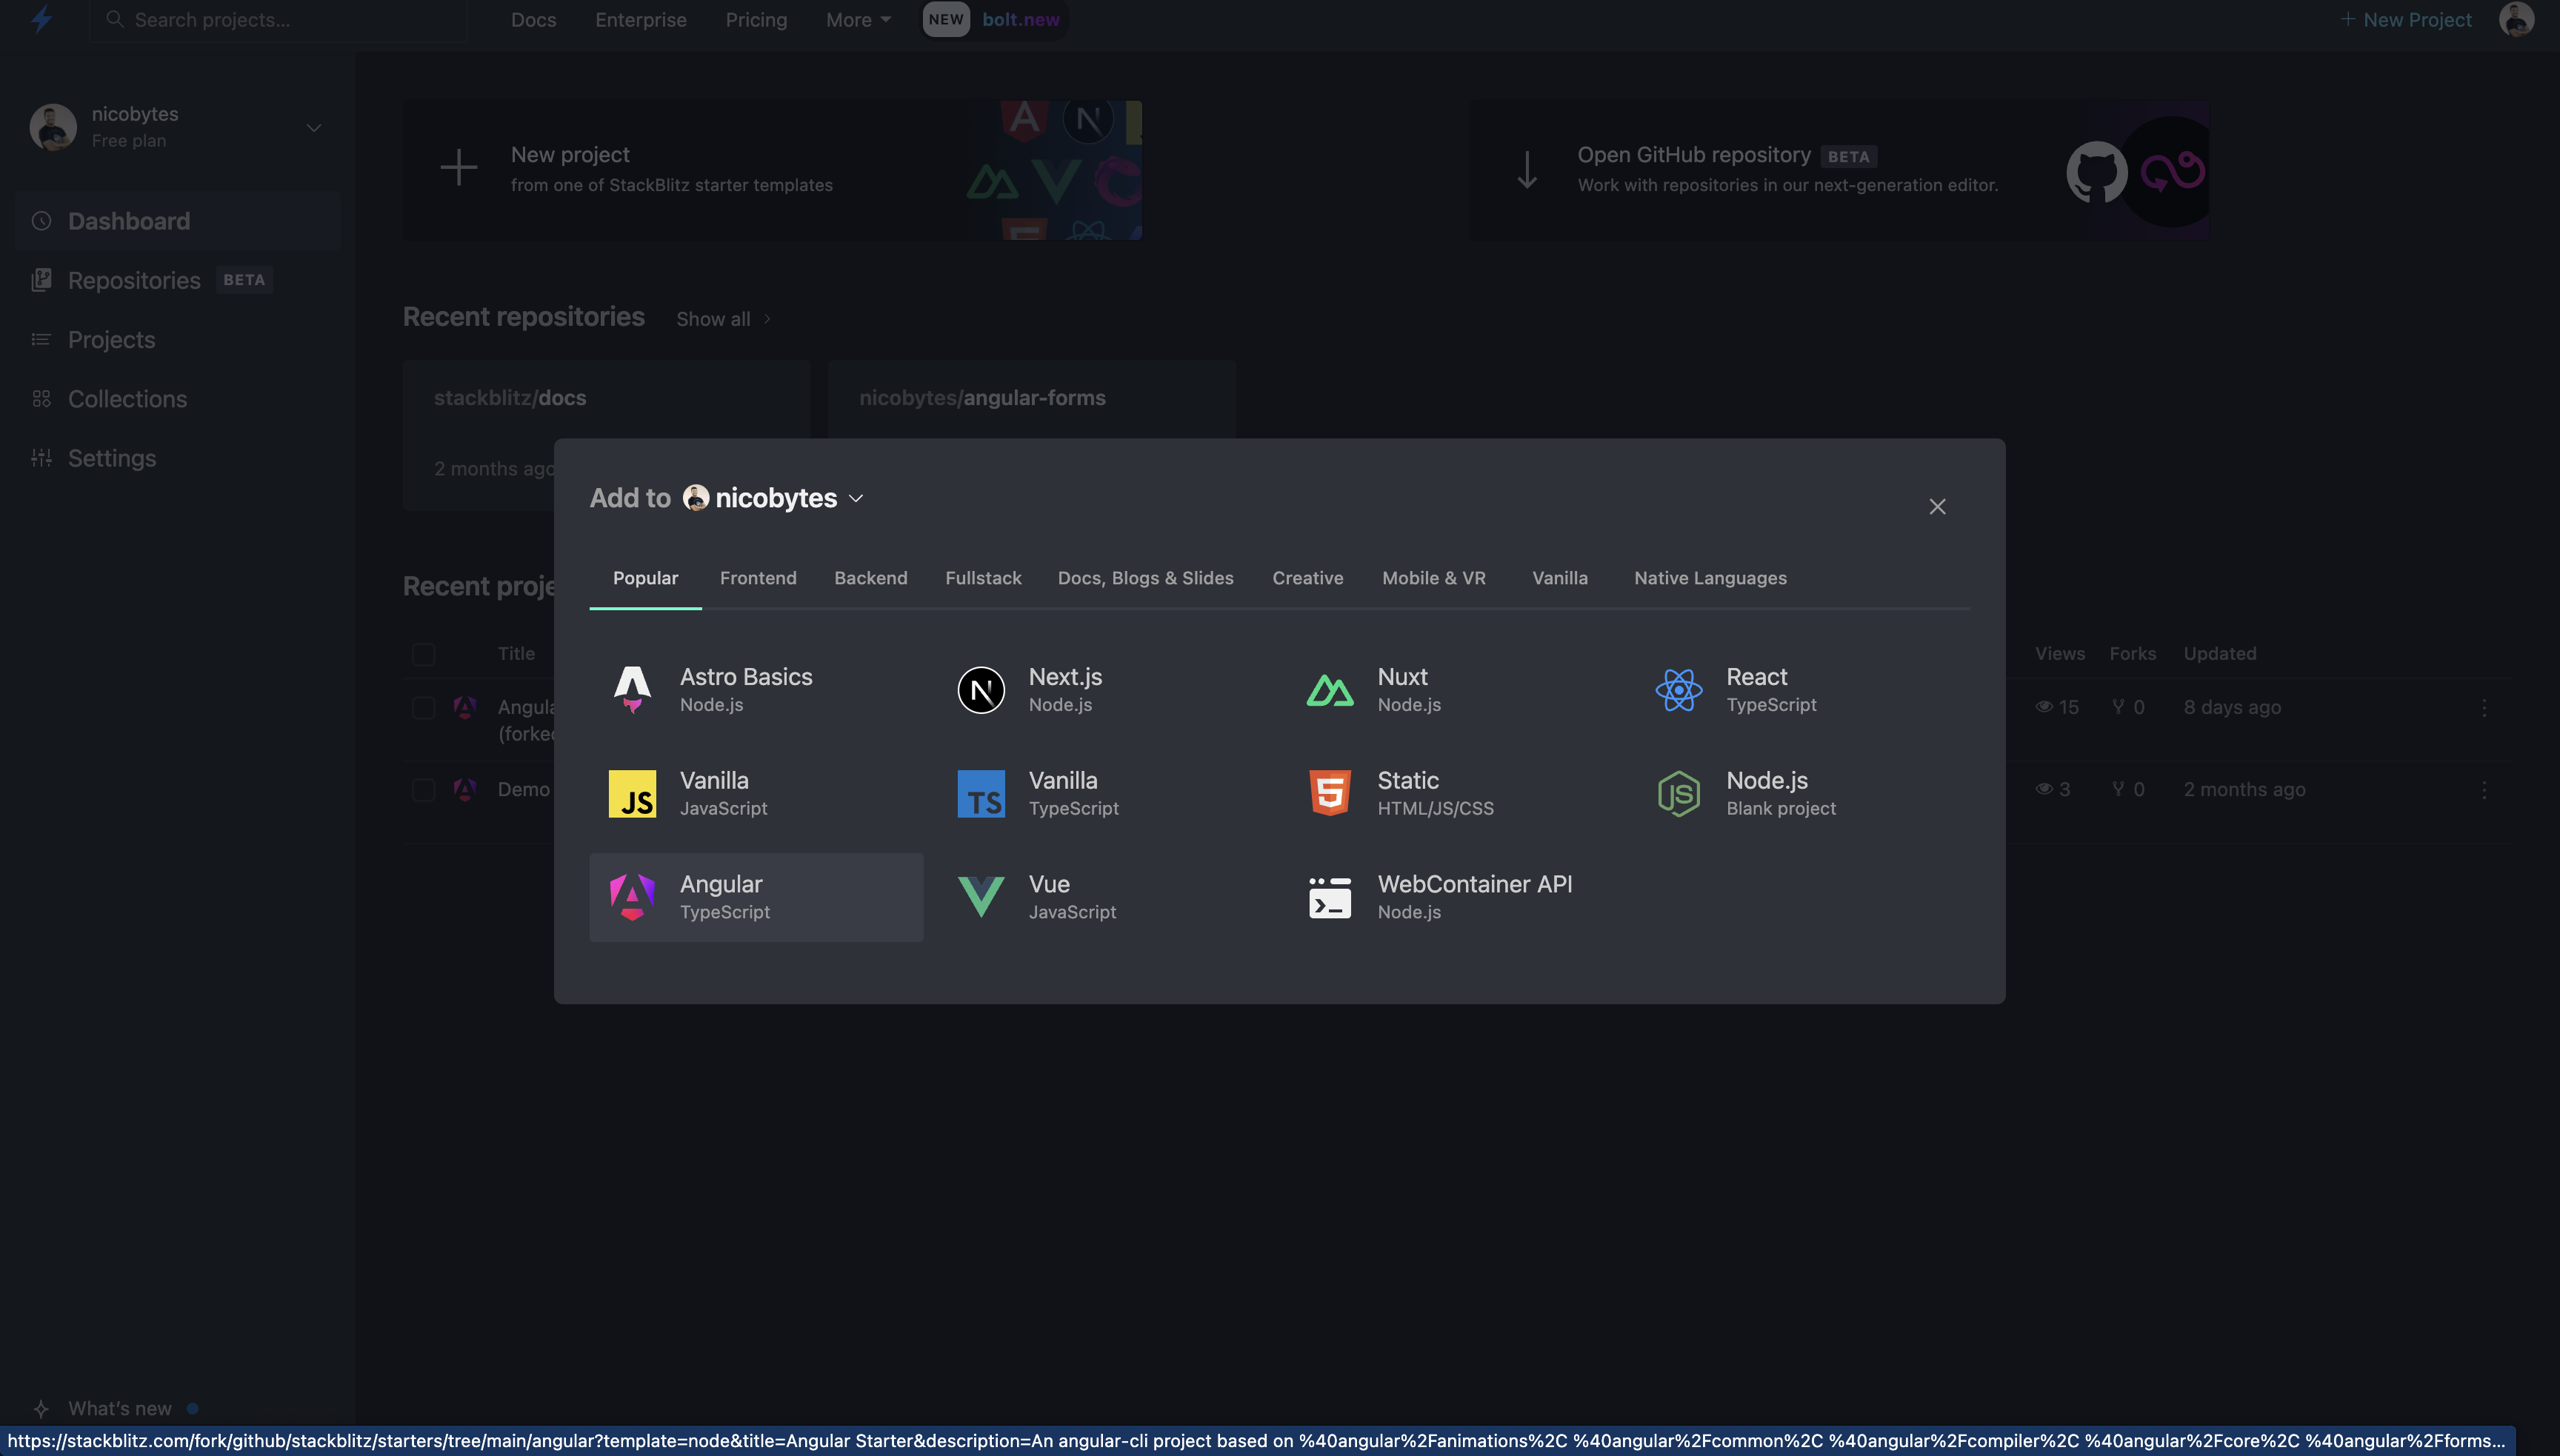 Search projects...
Docs
Enterprise
Pricing
More
NEW
bolt.new
+ New Project
nicobytes
Free plan
Dashboard
Repositories BETA
Projects
Collections
Settings
What's new
New project
from one of StackBlitz starter templates
Open GitHub repository BETA
Work with repositories in our next-generation editor.
Recent repositories
Show all
stackblitz/docs
2 months ago
nicobytes/angular-forms
Recent proje
Title
Views
Forks
Updated
Angula
(forked
15
0
8 days ago
Demo
3
0
2 months ago
Add to nicobytes
Popular
Frontend
Backend
Fullstack
Docs, Blogs & Slides
Creative
Mobile & VR
Vanilla
Native Languages
Astro Basics
Node.js
Next.js
Node.js
Nuxt
Node.js
React
TypeScript
JS
Vanilla
JavaScript
TS
Vanilla
TypeScript
Static
HTML/JS/CSS
Node.js
Blank project
Angular
TypeScript
Vue
JavaScript
WebContainer API
Node.js
https://stackblitz.com/fork/github/stackblitz/starters/tree/main/angular?template=node&title=Angular Starter&description=An angular-cli project based on %40angular%2Fanimations%2C %40angular%2Fcommon%2C %40angular%2Fcompiler%2C %40angular%2Fcore%2C %40angular%2Fforms...